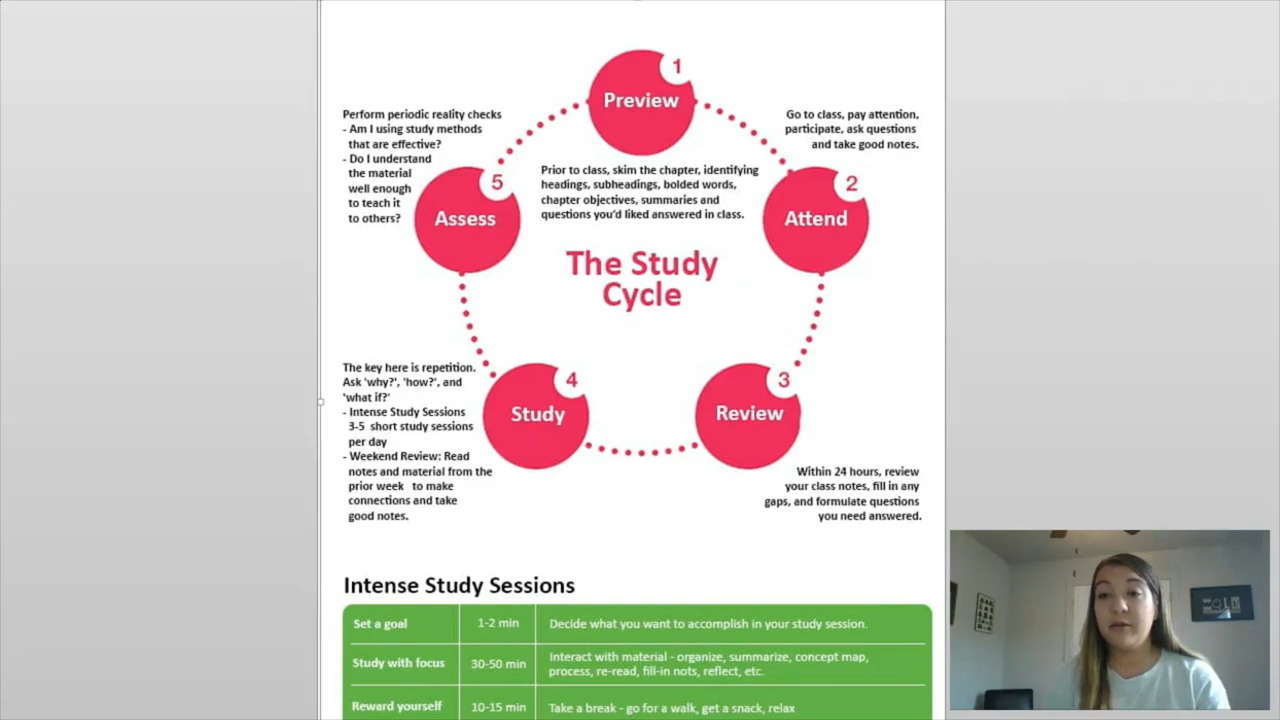 1
Preview
Perform periodic reality checks
- Am I using study methods
that are effective?
- Do I understand
the material
well enough
to teach it
to others?
Go to class, pay attention,
participate, ask questions
and take good notes.
Prior to class, skim the chapter, identifying
headings, subheadings, bolded words,
chapter objectives, summaries and
questions you'd liked answered in class.
5
Assess
2
Attend
The Study
Cycle
The key here is repetition.
Ask 'why?', 'how?', and
'what if?'
- Intense Study Sessions
3-5 short study sessions
per day
- Weekend Review: Read
notes and material from the
prior week to make
connections and take
good notes.
4
Study
3
Review
Within 24 hours, review
your class notes, fill in any
gaps, and formulate questions
you need answered.
Intense Study Sessions
Set a goal 1-2 min Decide what you want to accomplish in your study session.
Study with focus 30-50 min Interact with material - organize, summarize, concept map,
process, re-read, fill-in nots, reflect, etc.
Reward yourself 10-15 min Take a break - go for a walk, get a snack, relax